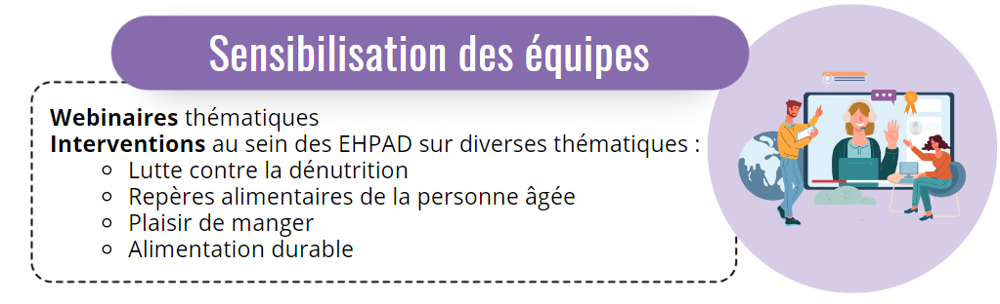 Sensibilisation des équipes
Webinaires thématiques
Interventions au sein des EHPAD sur diverses thématiques :
Lutte contre la dénutrition
Repères alimentaires de la personne âgée
Plaisir de manger
Alimentation durable